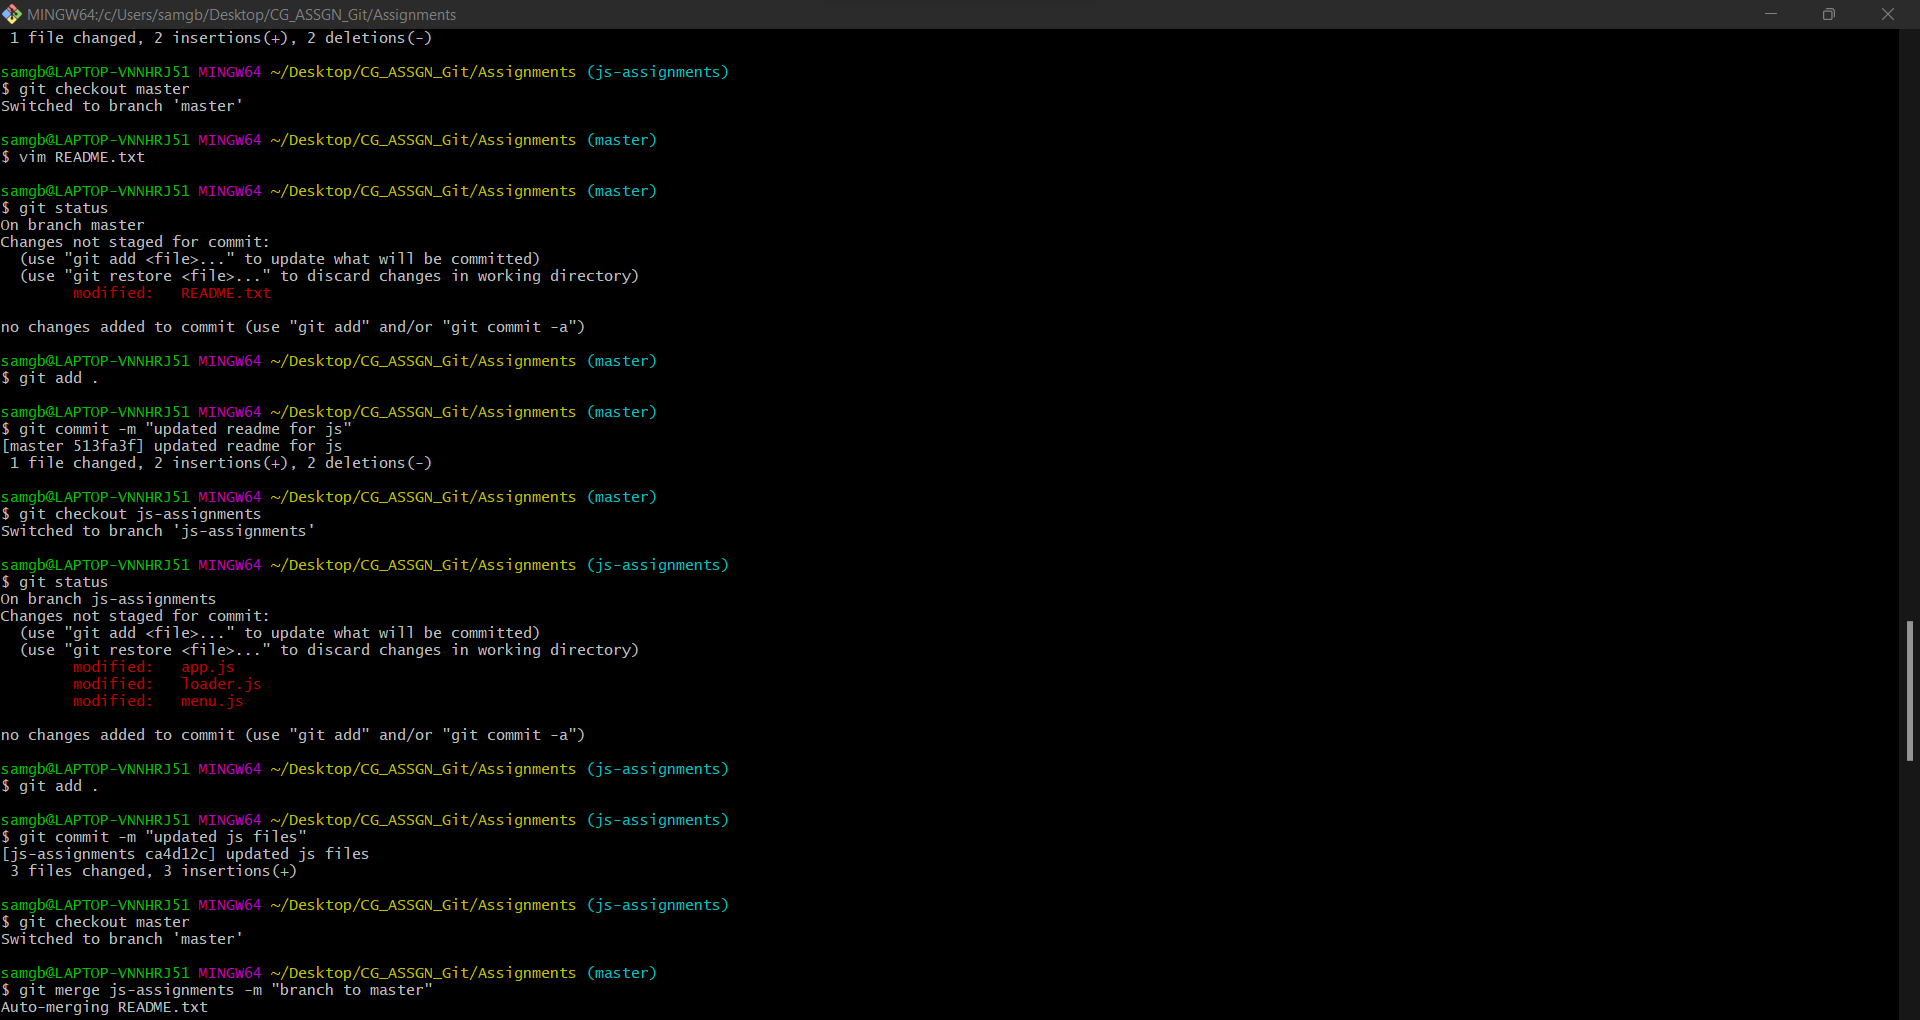 MINGW64:/c/Users/samgb/Desktop/CG_ASSGN_Git/Assignments
1 file changed, 2 insertions(+), 2 deletions(-)
samgb@LAPTOP-VNNHRJ51 MINGW64 ~/Desktop/CG_ASSGN_Git/Assignments (js-assignments)
$ git checkout master
Switched to branch 'master'
samgb@LAPTOP-VNNHRJ51 MINGW64 ~/Desktop/CG_ASSGN_Git/Assignments (master)
$ vim README.txt
samgb@LAPTOP-VNNHRJ51 MINGW64 ~/Desktop/CG_ASSGN_Git/Assignments (master)
$ git status
On branch master
Changes not staged for commit:
  (use "git add <file>..." to update what will be committed)
  (use "git restore <file>..." to discard changes in working directory)
        modified:   README.txt
no changes added to commit (use "git add" and/or "git commit -a")
samgb@LAPTOP-VNNHRJ51 MINGW64 ~/Desktop/CG_ASSGN_Git/Assignments (master)
$ git add .
samgb@LAPTOP-VNNHRJ51 MINGW64 ~/Desktop/CG_ASSGN_Git/Assignments (master)
$ git commit -m "updated readme for js"
[master 513fa3f] updated readme for js
 1 file changed, 2 insertions(+), 2 deletions(-)
samgb@LAPTOP-VNNHRJ51 MINGW64 ~/Desktop/CG_ASSGN_Git/Assignments (master)
$ git checkout js-assignments
Switched to branch 'js-assignments'
samgb@LAPTOP-VNNHRJ51 MINGW64 ~/Desktop/CG_ASSGN_Git/Assignments (js-assignments)
$ git status
On branch js-assignments
Changes not staged for commit:
  (use "git add <file>..." to update what will be committed)
  (use "git restore <file>..." to discard changes in working directory)
        modified:   app.js
        modified:   loader.js
        modified:   menu.js
no changes added to commit (use "git add" and/or "git commit -a")
samgb@LAPTOP-VNNHRJ51 MINGW64 ~/Desktop/CG_ASSGN_Git/Assignments (js-assignments)
$ git add .
samgb@LAPTOP-VNNHRJ51 MINGW64 ~/Desktop/CG_ASSGN_Git/Assignments (js-assignments)
$ git commit -m "updated js files"
[js-assignments ca4d12c] updated js files
 3 files changed, 3 insertions(+)
samgb@LAPTOP-VNNHRJ51 MINGW64 ~/Desktop/CG_ASSGN_Git/Assignments (js-assignments)
$ git checkout master
Switched to branch 'master'
samgb@LAPTOP-VNNHRJ51 MINGW64 ~/Desktop/CG_ASSGN_Git/Assignments (master)
$ git merge js-assignments -m "branch to master"
Auto-merging README.txt